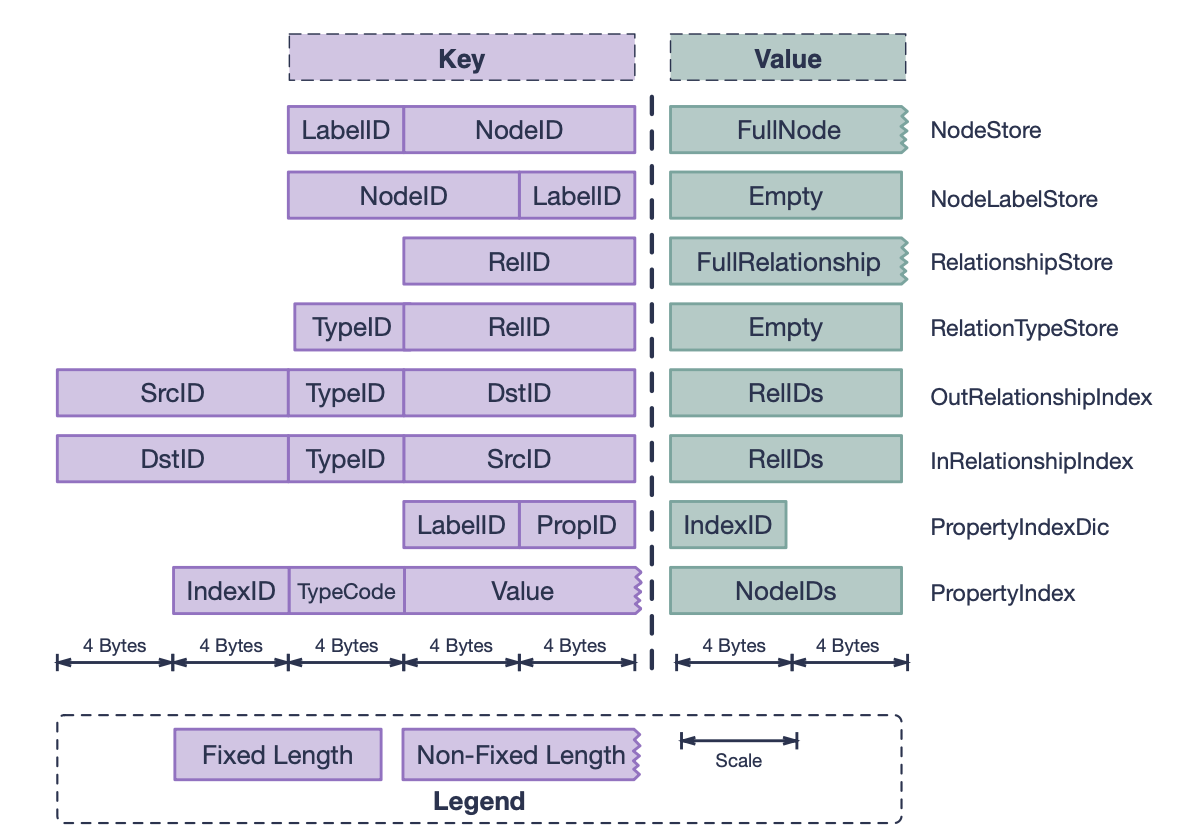 Key Value
LabelID NodeID FullNode NodeStore
NodeID LabelID Empty NodeLabelStore
RelID FullRelationship RelationshipStore
TypeID RelID Empty RelationTypeStore
SrcID TypeID DstID RelIDs OutRelationshipIndex
DstID TypeID SrcID RelIDs InRelationshipIndex
LabelID PropID IndexID PropertyIndexDic
IndexID TypeCode Value NodeIDs PropertyIndex
4 Bytes 4 Bytes 4 Bytes 4 Bytes 4 Bytes 4 Bytes 4 Bytes
Fixed Length Non-Fixed Length Scale
Legend